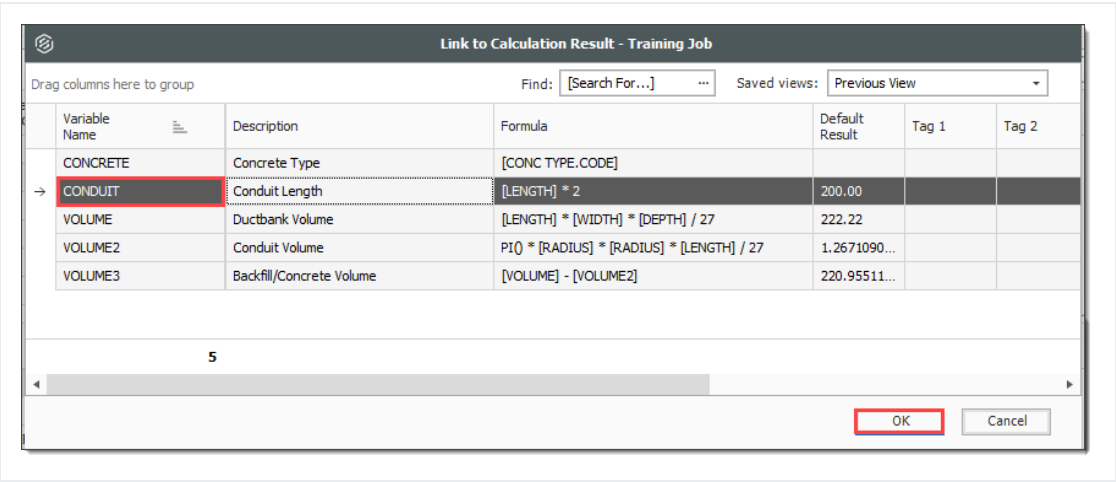 Link to Calculation Result - Training Job
Drag columns here to group
Find: [Search For...] ... Saved views: Previous View
Variable Name Description Formula Default Result Tag 1 Tag 2
CONCRETE Concrete Type [CONC TYPE.CODE]
CONDUIT Conduit Length [LENGTH] * 2 200.00
VOLUME Ductbank Volume [LENGTH] * [WIDTH] * [DEPTH] / 27 222.22
VOLUME2 Conduit Volume PI() * [RADIUS] * [RADIUS] * [LENGTH] / 27 1.2671090...
VOLUME3 Backfill/Concrete Volume [VOLUME] - [VOLUME2] 220.95511...
5
OK Cancel